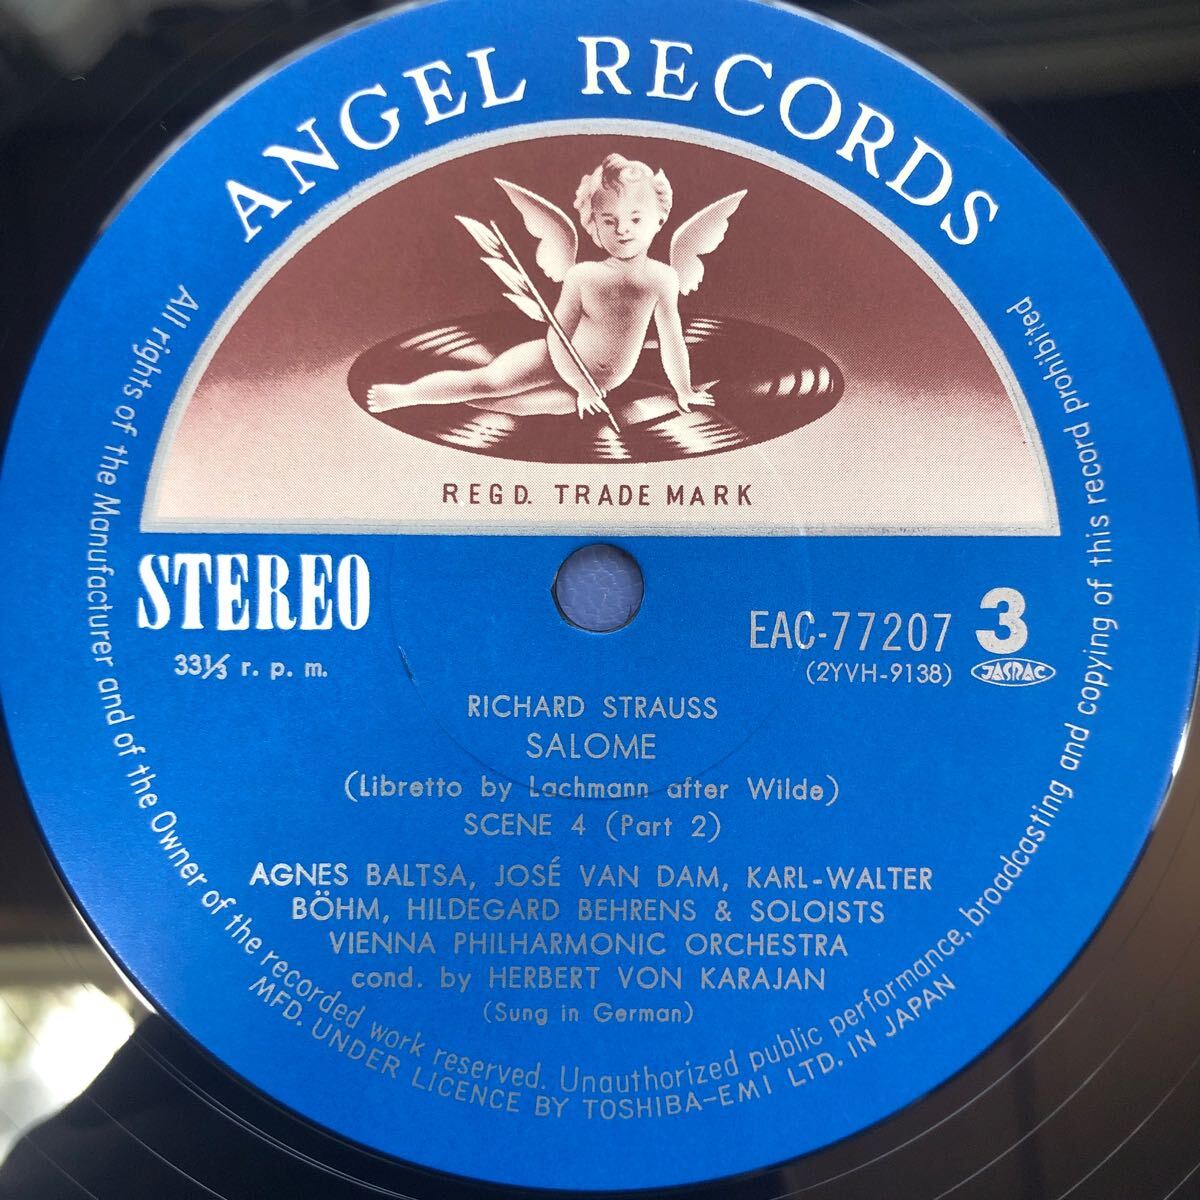 ANGEL RECORDS
REGD. TRADE MARK
STEREO
33⅓ r. p. m.
EAC-77207 3
(2YVH-9138) JASRAC
RICHARD STRAUSS
SALOME
(Libretto by Lachmann after Wilde)
SCENE 4 (Part 2)
AGNES BALTSA, JOSÉ VAN DAM, KARL-WALTER
BÖHM, HILDEGARD BEHRENS & SOLOISTS
VIENNA PHILHARMONIC ORCHESTRA
cond. by HERBERT VON KARAJAN
(Sung in German)
All rights of the Manufacturer and of the Owner of the recorded work reserved. Unauthorized public performance, broadcasting and copying of this record prohibited
MFD. UNDER LICENCE BY TOSHIBA-EMI LTD. IN JAPAN